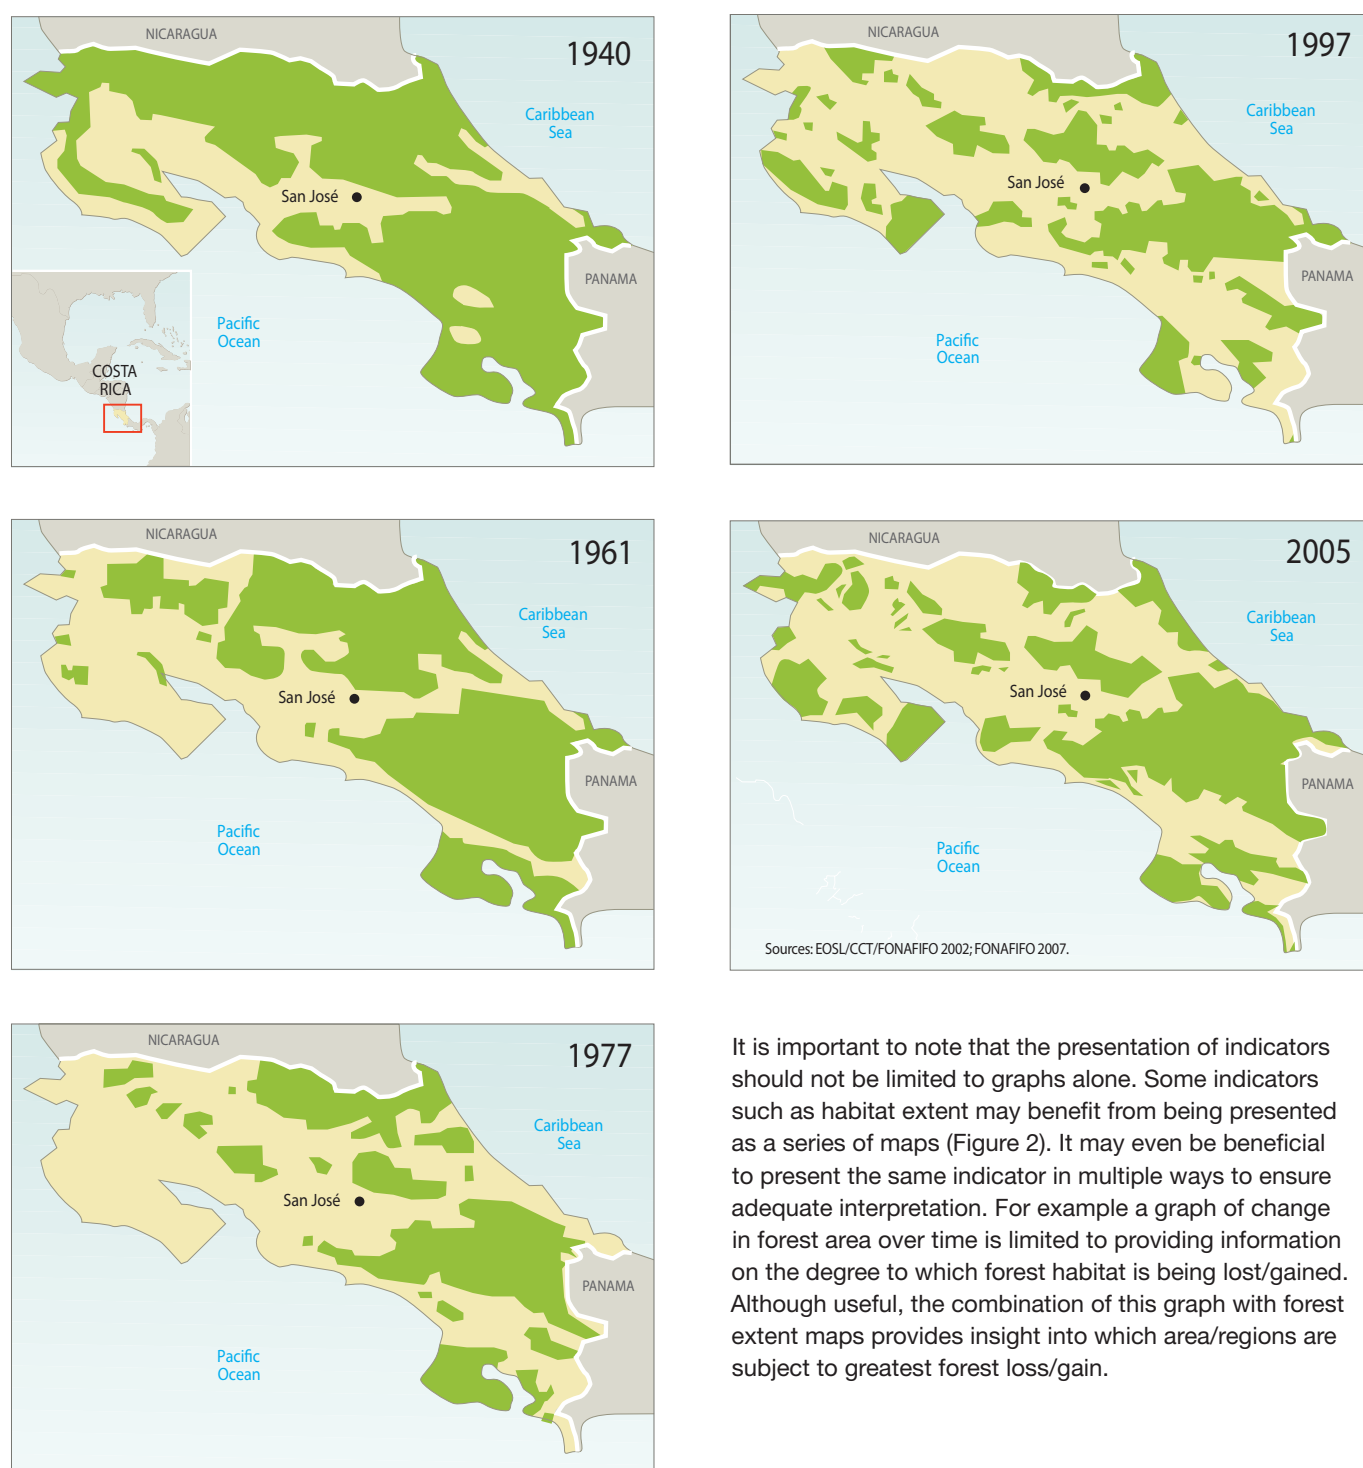 NICARAGUA
1940
Caribbean
Sea
San José
PANAMA
Pacific
Ocean
COSTA
RICA
NICARAGUA
1961
Caribbean
Sea
San José
PANAMA
Pacific
Ocean
NICARAGUA
1977
Caribbean
Sea
San José
PANAMA
Pacific
Ocean
NICARAGUA
1997
Caribbean
Sea
San José
PANAMA
Pacific
Ocean
NICARAGUA
2005
Caribbean
Sea
San José
PANAMA
Pacific
Ocean
Sources: EOSL/CCT/FONAFIFO 2002; FONAFIFO 2007.
It is important to note that the presentation of indicators
should not be limited to graphs alone. Some indicators
such as habitat extent may benefit from being presented
as a series of maps (Figure 2). It may even be beneficial
to present the same indicator in multiple ways to ensure
adequate interpretation. For example a graph of change
in forest area over time is limited to providing information
on the degree to which forest habitat is being lost/gained.
Although useful, the combination of this graph with forest
extent maps provides insight into which area/regions are
subject to greatest forest loss/gain.